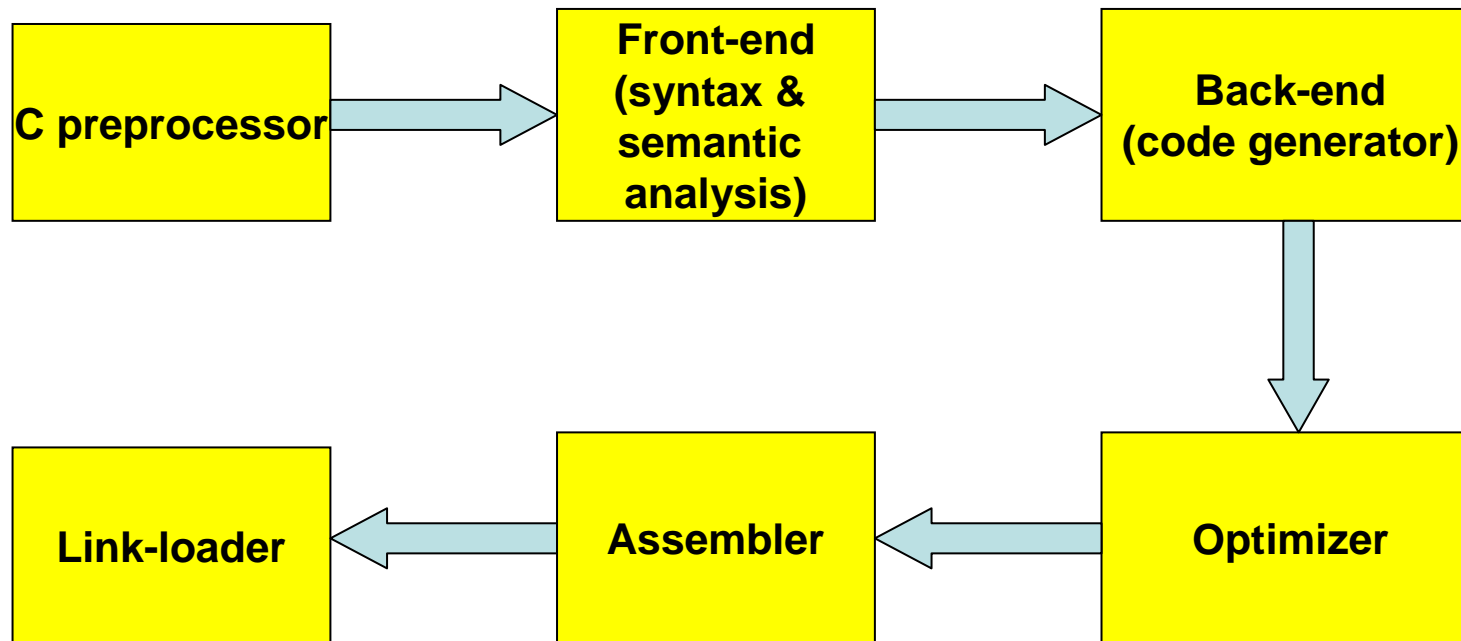 C preprocessor
Front-end
(syntax &
semantic
analysis)
Back-end
(code generator)
Link-loader
Assembler
Optimizer